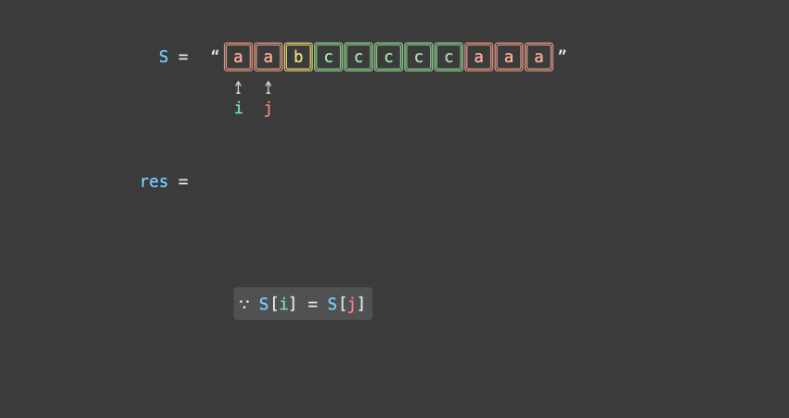 S = “aabcccccaaa”
↑ ↑
i j
res =
∵ S[i] = S[j]